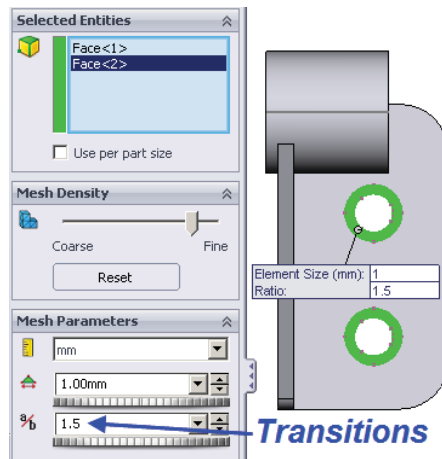 Selected Entities
Face<1>
Face<2>
Use per part size
Mesh Density
Coarse
Fine
Reset
Element Size (mm): 1
Ratio: 1.5
Mesh Parameters
mm
1.00mm
a/b 1.5
Transitions